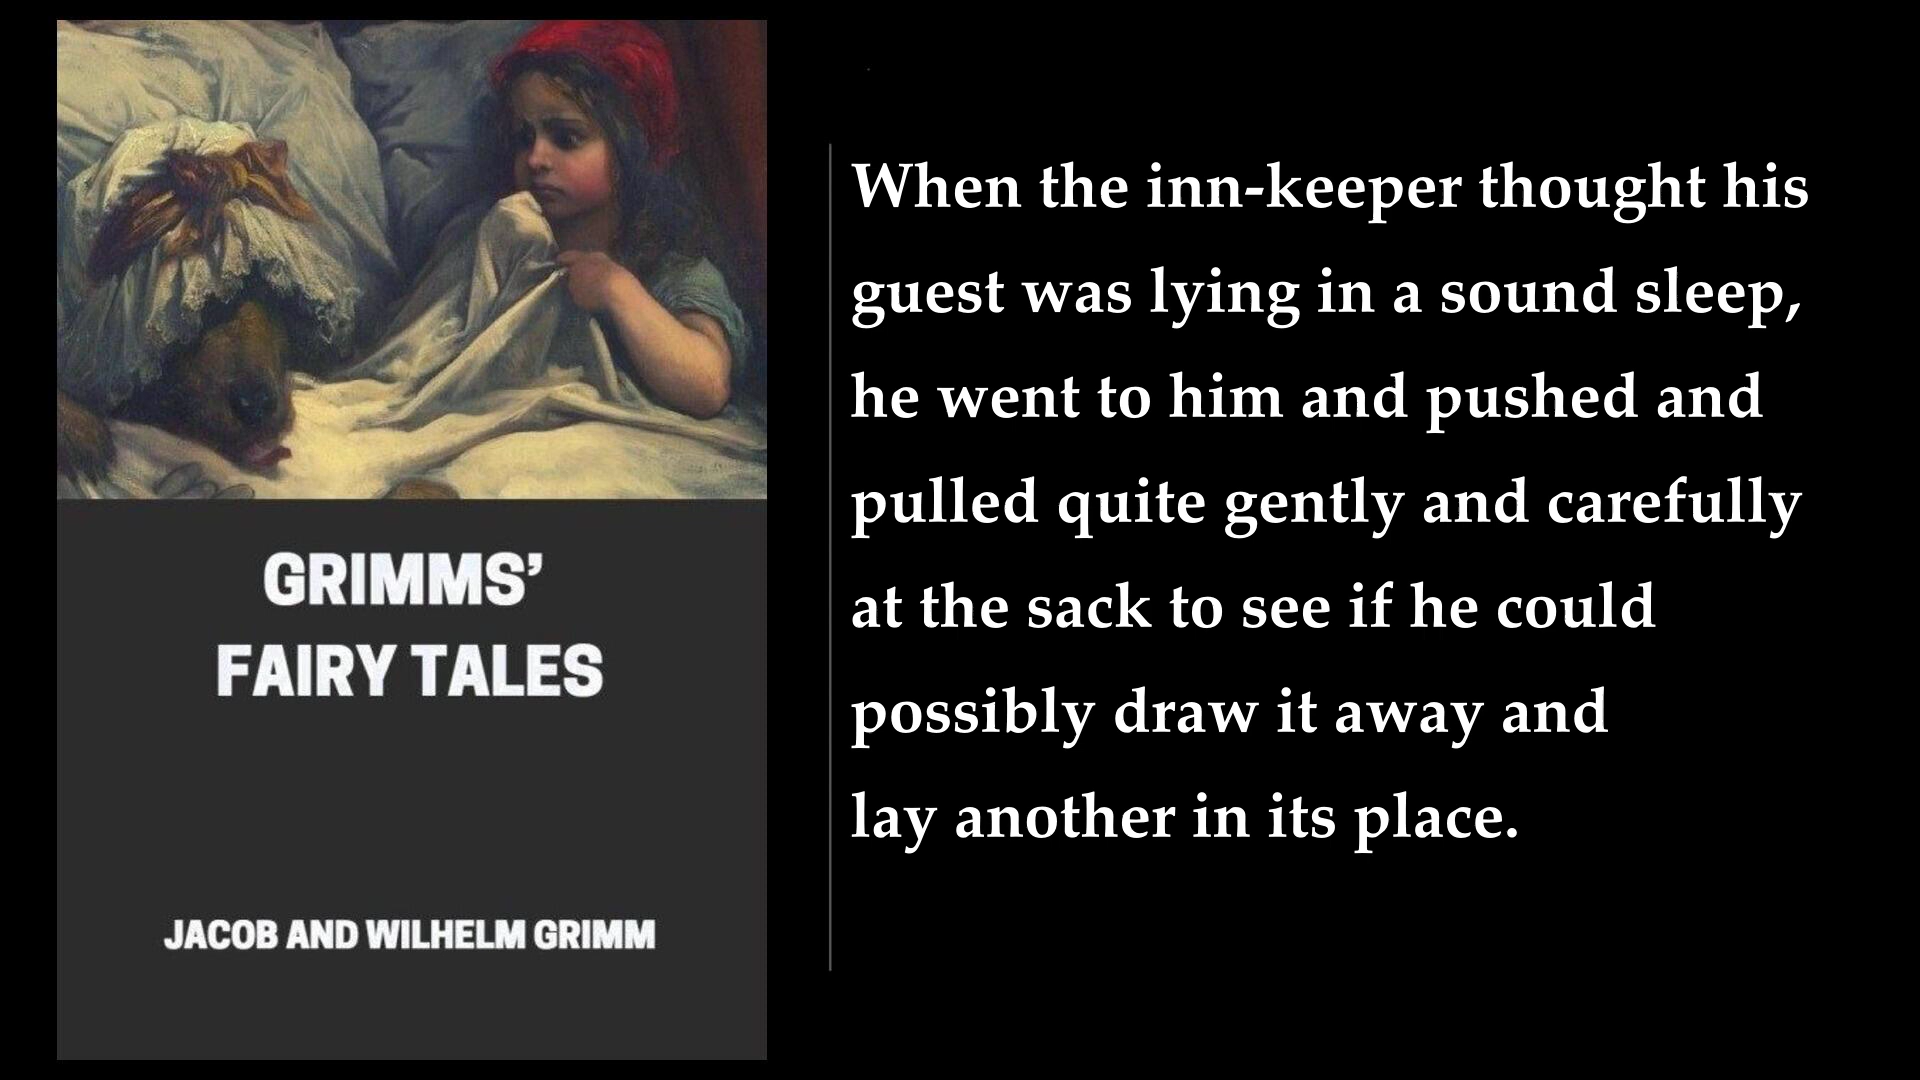 GRIMMS’
FAIRY TALES
JACOB AND WILHELM GRIMM
When the inn-keeper thought his
guest was lying in a sound sleep,
he went to him and pushed and
pulled quite gently and carefully
at the sack to see if he could
possibly draw it away and
lay another in its place.